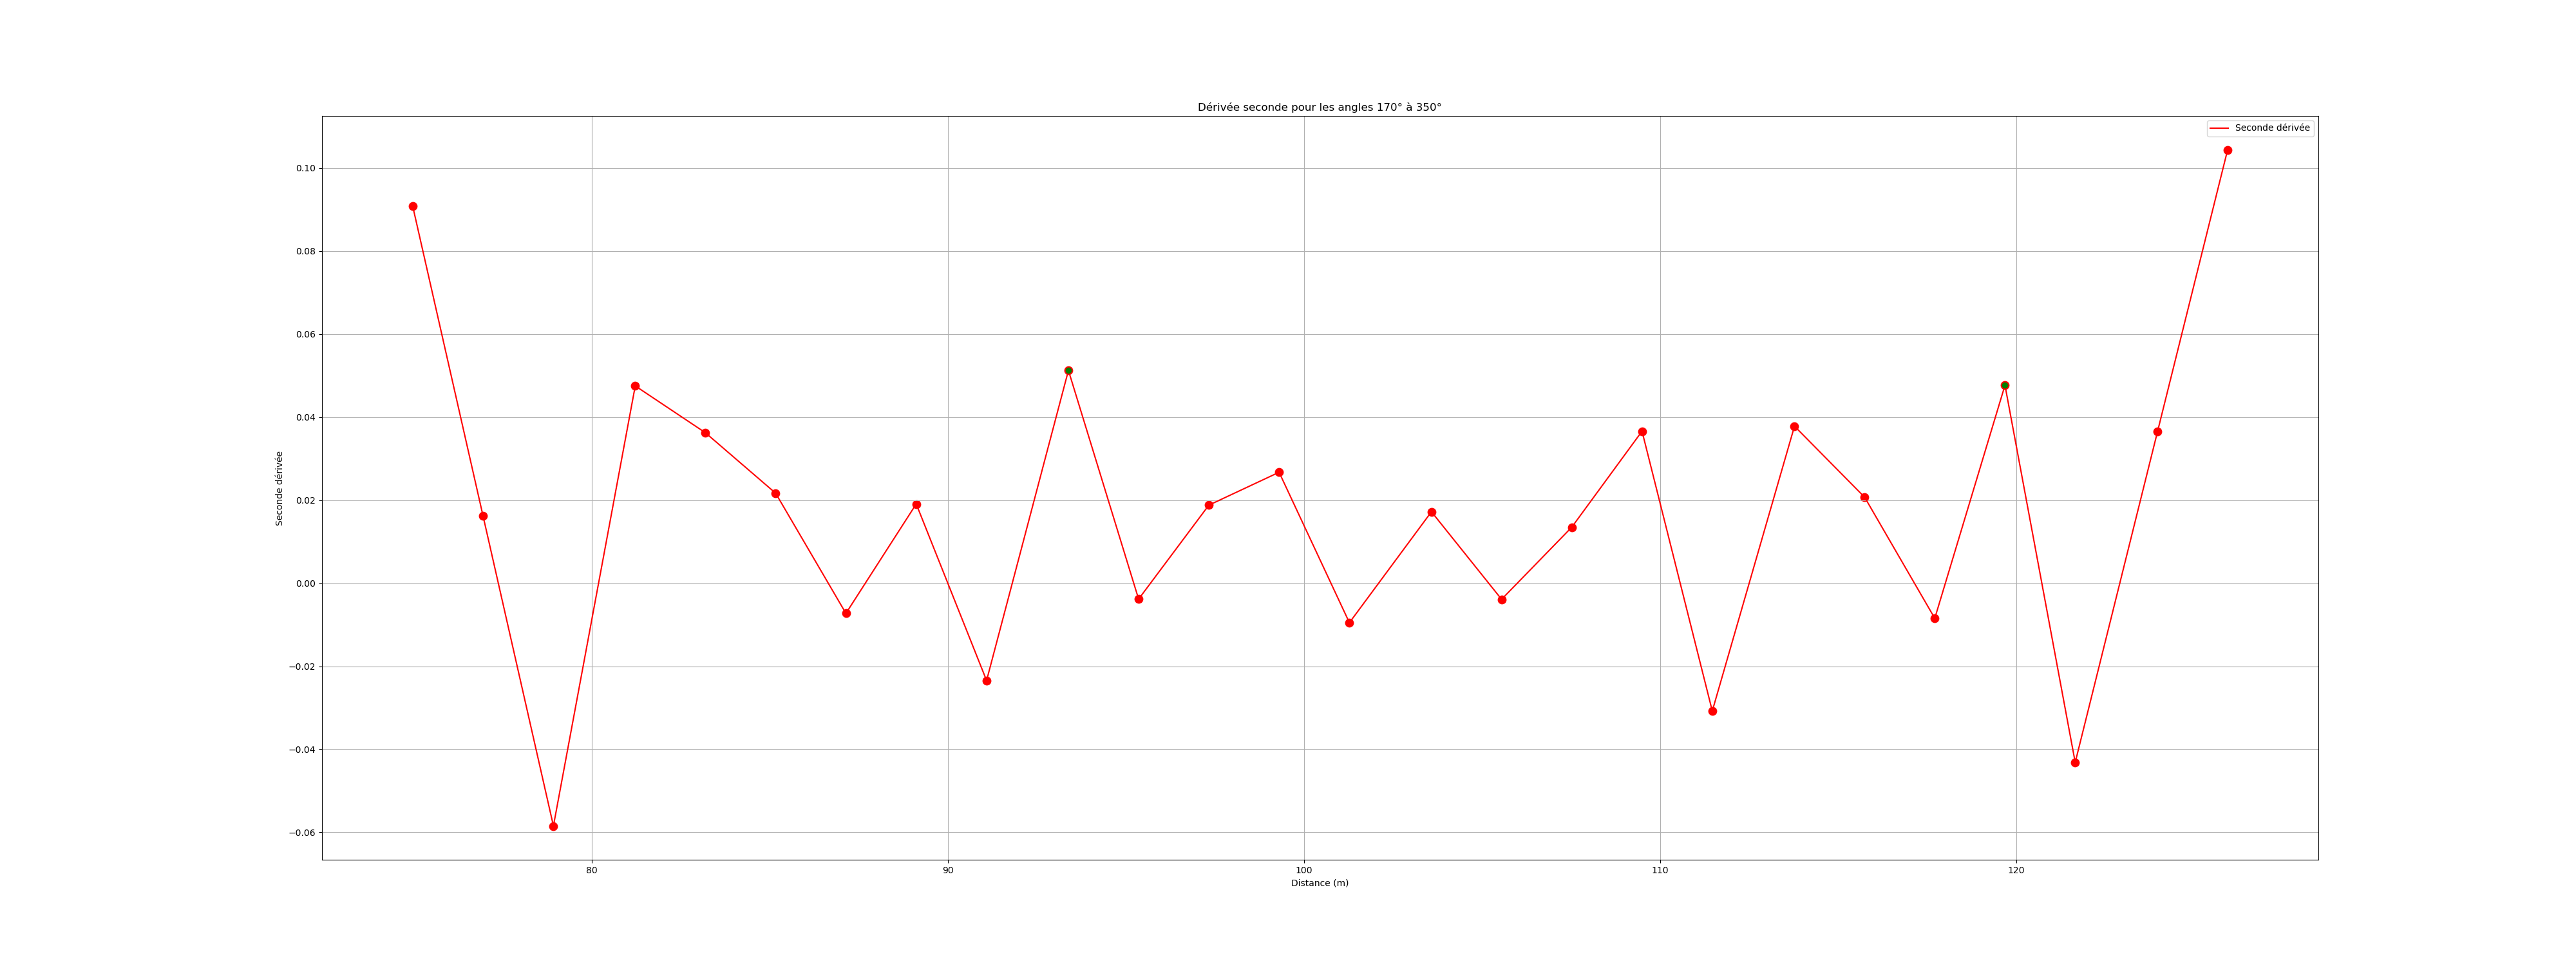 Dérivée seconde pour les angles 170° à 350°
Seconde dérivée
0.10
0.08
0.06
0.04
0.02
0.00
−0.02
−0.04
−0.06
Seconde dérivée
80 90 100 110 120
Distance (m)